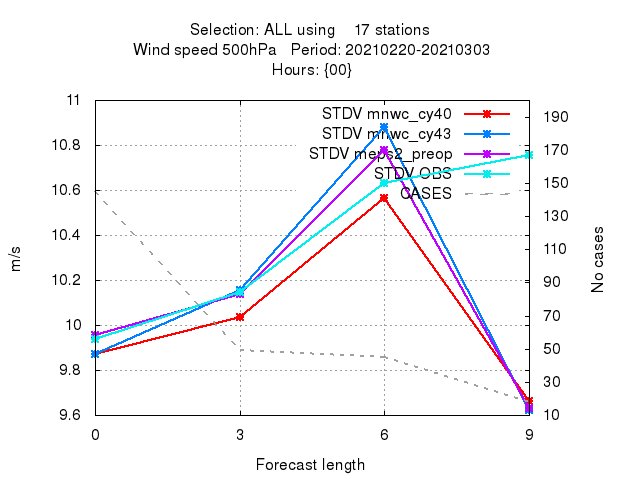 Selection: ALL using 17 stations
Wind speed 500hPa Period: 20210220-20210303
Hours: {00}
11
10.8
10.6
10.4
10.2
10
9.8
9.6
m/s
STDV mnwc_cy40
STDV mnwc_cy43
STDV meps2_preop
STDV OBS
CASES
190
170
150
130
110
90
70
50
30
10
No cases
0 3 6 9
Forecast length